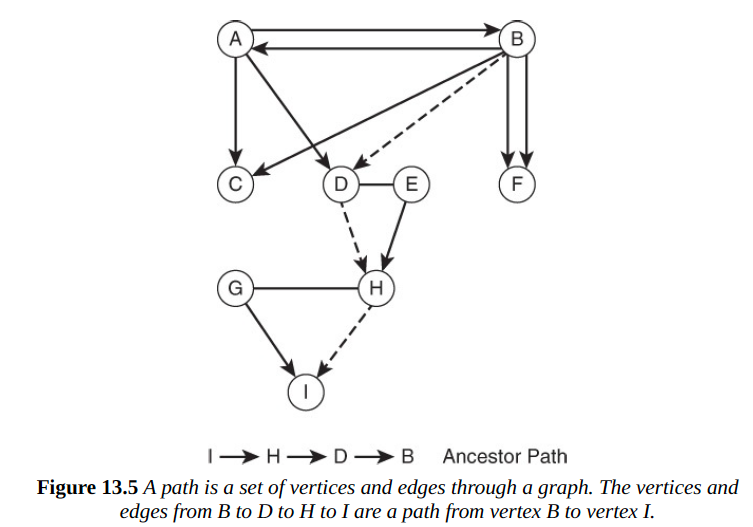 A B
C D E F
G H
I
I → H → D → B Ancestor Path
Figure 13.5 A path is a set of vertices and edges through a graph. The vertices and
edges from B to D to H to I are a path from vertex B to vertex I.